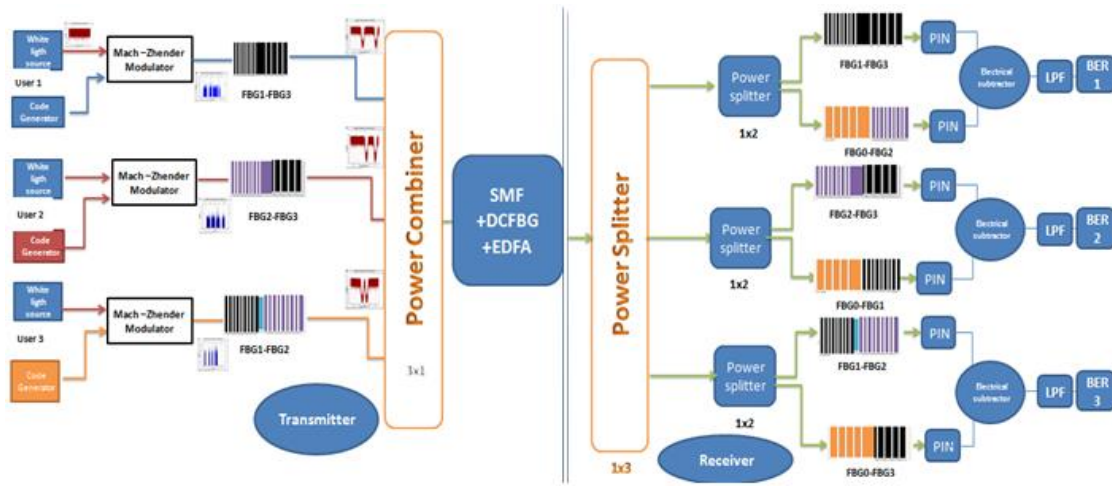 White
ligth
source
User 1
Code
Generator
Mach –Zhender
Modulator
FBG1-FBG3
White
ligth
source
User 2
Code
Generator
Mach –Zhender
Modulator
FBG2-FBG3
White
ligth
source
User 3
Code
Generator
Mach –Zhender
Modulator
FBG1-FBG2
Transmitter
Power Combiner
3x1
SMF
+DCFBG
+EDFA
Power Splitter
1x3
Receiver
Power
splitter
1x2
FBG1-FBG3
FBG0-FBG2
PIN
PIN
Electrical
subtractor
LPF
BER
1
Power
splitter
1x2
FBG2-FBG3
FBG0-FBG1
PIN
PIN
Electrical
subtractor
LPF
BER
2
Power
splitter
1x2
FBG1-FBG2
FBG0-FBG3
PIN
PIN
Electrical
subtractor
LPF
BER
3